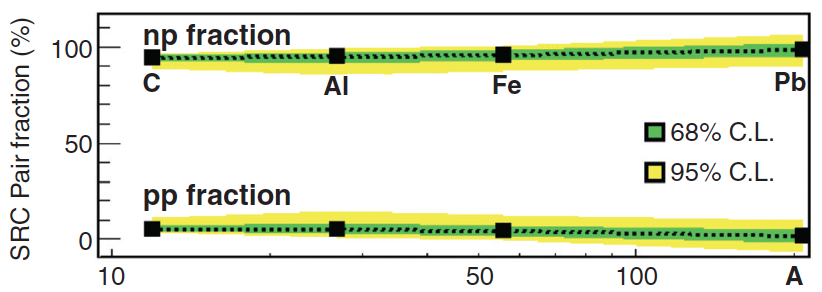 SRC Pair fraction (%)
np fraction
100
C
Al
Fe
Pb
68% C.L.
50
95% C.L.
pp fraction
0
10
50
100
A